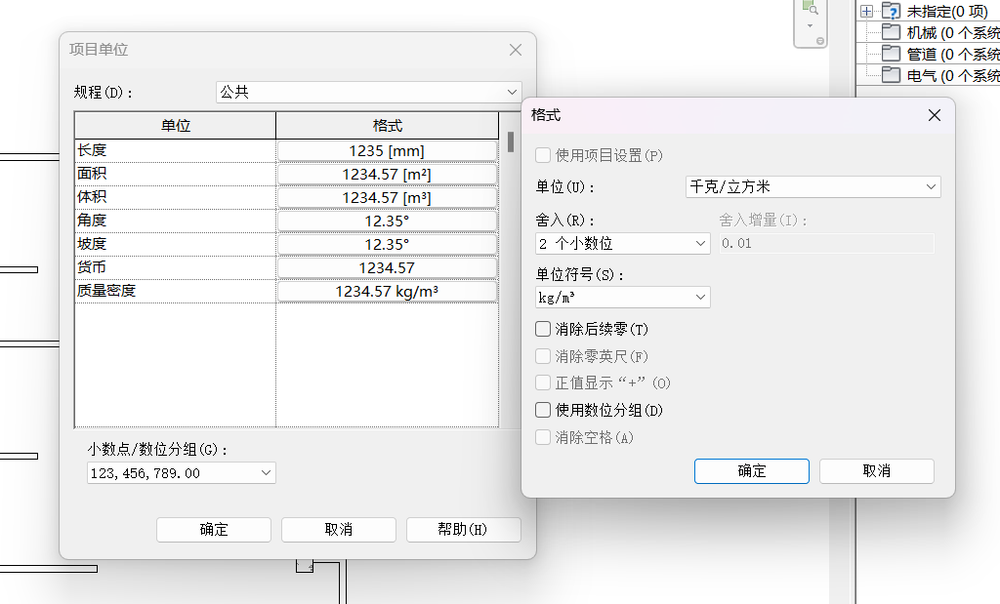 未指定(0 项)
机械 (0 个系统
管道 (0 个系统
电气 (0 个系统
项目单位
规程(D):
公共
单位 格式
长度 1235 [mm]
面积 1234.57 [m²]
体积 1234.57 [m³]
角度 12.35°
坡度 12.35°
货币 1234.57
质量密度 1234.57 kg/m³
小数点/数位分组(G):
123,456,789.00
确定 取消 帮助(H)
格式
使用项目设置(P)
单位(U): 千克/立方米
舍入(R): 舍入增量(I):
2 个小数位 0.01
单位符号(S):
kg/m³
消除后续零(T)
消除零英尺(F)
正值显示“+”(O)
使用数位分组(D)
消除空格(A)
确定 取消